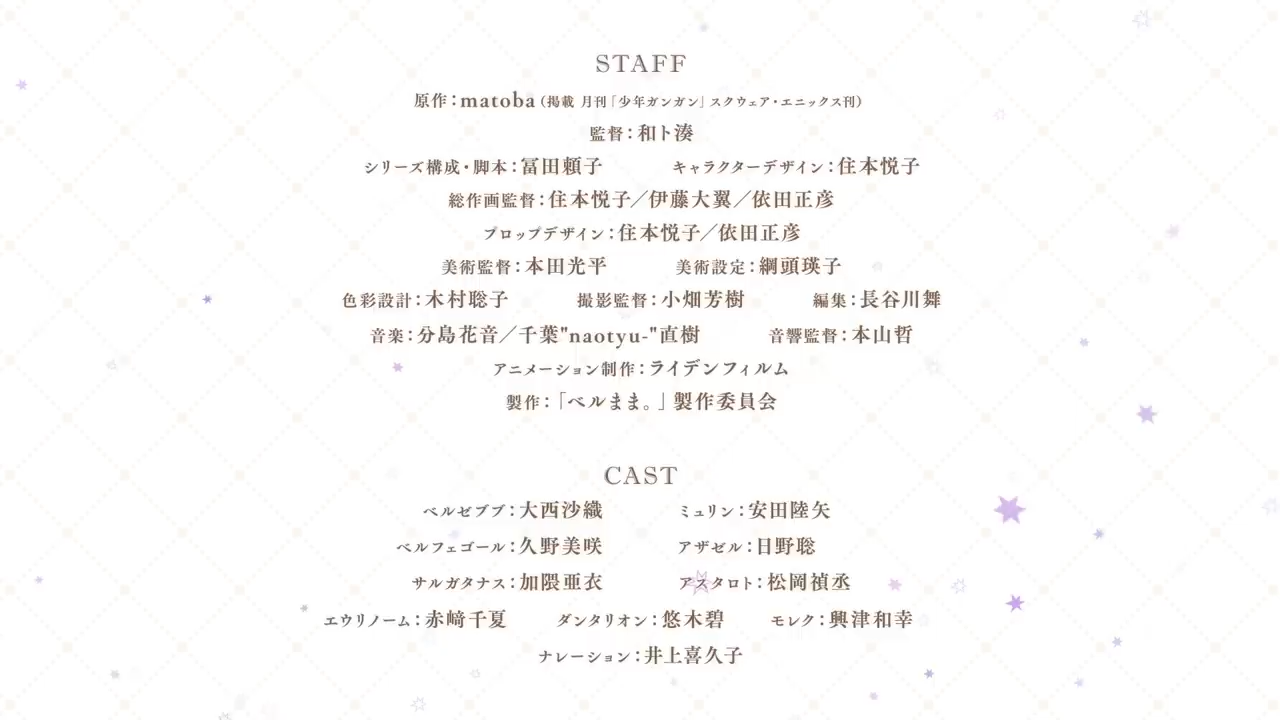 STAFF
原作：matoba（掲載 月刊「少年ガンガン」スクウェア・エニックス刊）
監督：和ト湊
シリーズ構成・脚本：冨田頼子 キャラクターデザイン：住本悦子
総作画監督：住本悦子／伊藤大翼／依田正彦
プロップデザイン：住本悦子／依田正彦
美術監督：本田光平 美術設定：綱頭瑛子
色彩設計：木村聡子 撮影監督：小畑芳樹 編集：長谷川舞
音楽：分島花音／千葉"naotyu-"直樹 音響監督：本山哲
アニメーション制作：ライデンフィルム
製作：「ベルまま。」製作委員会
CAST
ベルゼブブ：大西沙織 ミュリン：安田陸矢
ベルフェゴール：久野美咲 アザゼル：日野聡
サルガタナス：加隈亜衣 アスタロト：松岡禎丞
エウリノーム：赤﨑千夏 ダンタリオン：悠木碧 モレク：興津和幸
ナレーション：井上喜久子